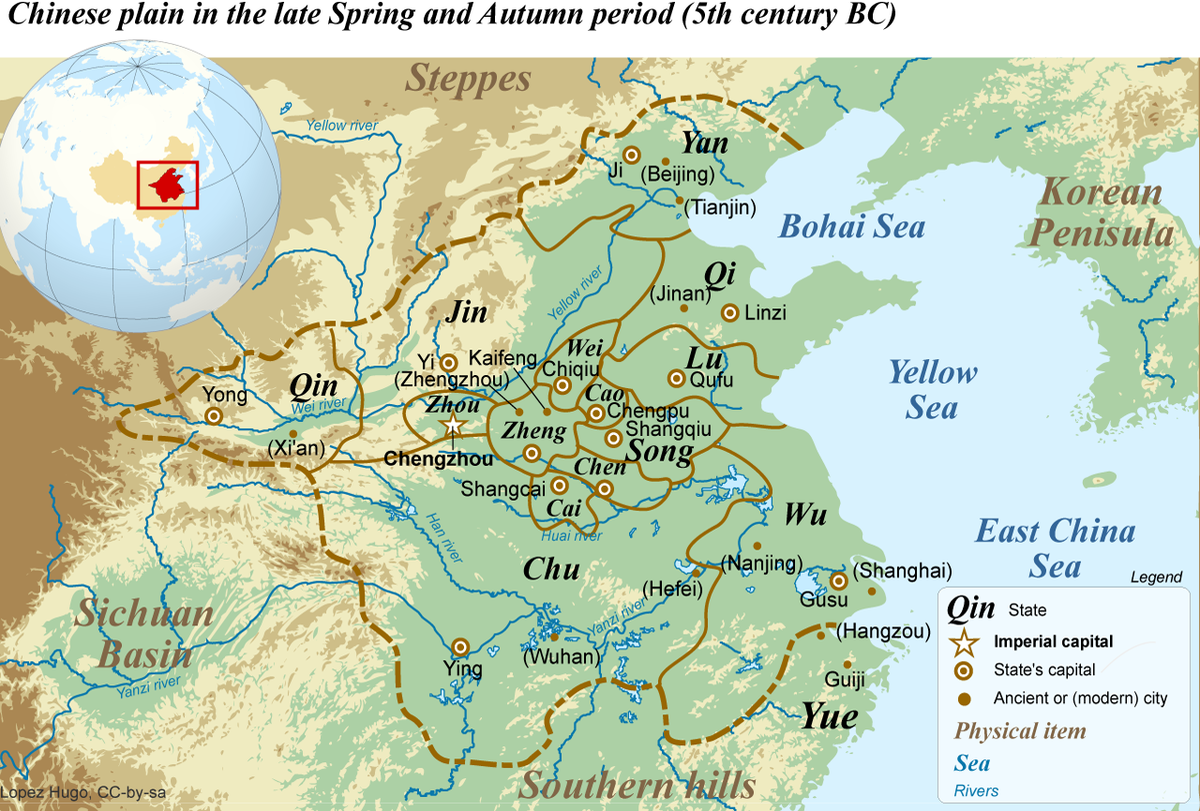 Chinese plain in the late Spring and Autumn period (5th century BC)
Steppes
Yellow river
Yan
Ji
(Beijing)
(Tianjin)
Korean
Penisula
Bohai Sea
Yellow river
Qi
(Jinan)
Linzi
Jin
Yi
Kaifeng
(Zhengzhou)
Wei
Chiqiu
Lu
Qufu
Yellow
Sea
Yong
Qin
Wei river
(Xi'an)
Zhou
Chengzhou
Cao
Chengpu
Zheng
Shangqiu
Song
Chen
Shangcai
Cai
Huai river
Han river
Wu
East China
Sea
Chu
(Nanjing)
(Hefei)
(Shanghai)
Gusu
Sichuan
Basin
Yanzi river
Yanzi river
Ying
(Wuhan)
(Hangzou)
Guiji
Yue
Southern hills
Lopez Hugo, CC-by-sa
Legend
Qin State
Imperial capital
State's capital
Ancient or (modern) city
Physical item
Sea
Rivers